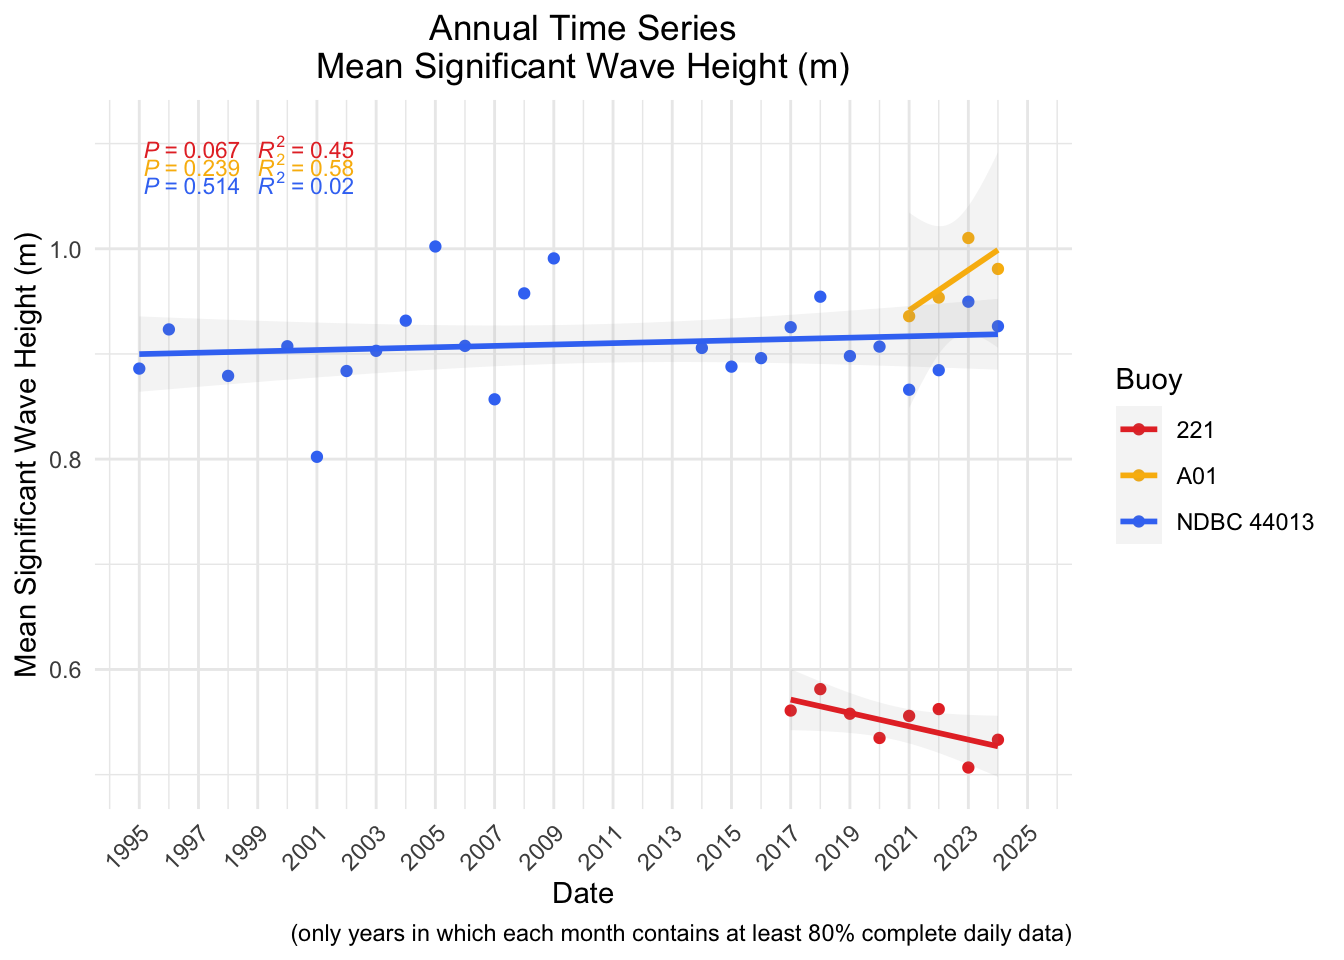 Annual Time Series
Mean Significant Wave Height (m)
P = 0.067 R² = 0.45
P = 0.239 R² = 0.58
P = 0.514 R² = 0.02
Mean Significant Wave Height (m)
1.0
0.8
0.6
1995 1997 1999 2001 2003 2005 2007 2009 2011 2013 2015 2017 2019 2021 2023 2025
Date
(only years in which each month contains at least 80% complete daily data)
Buoy
221
A01
NDBC 44013